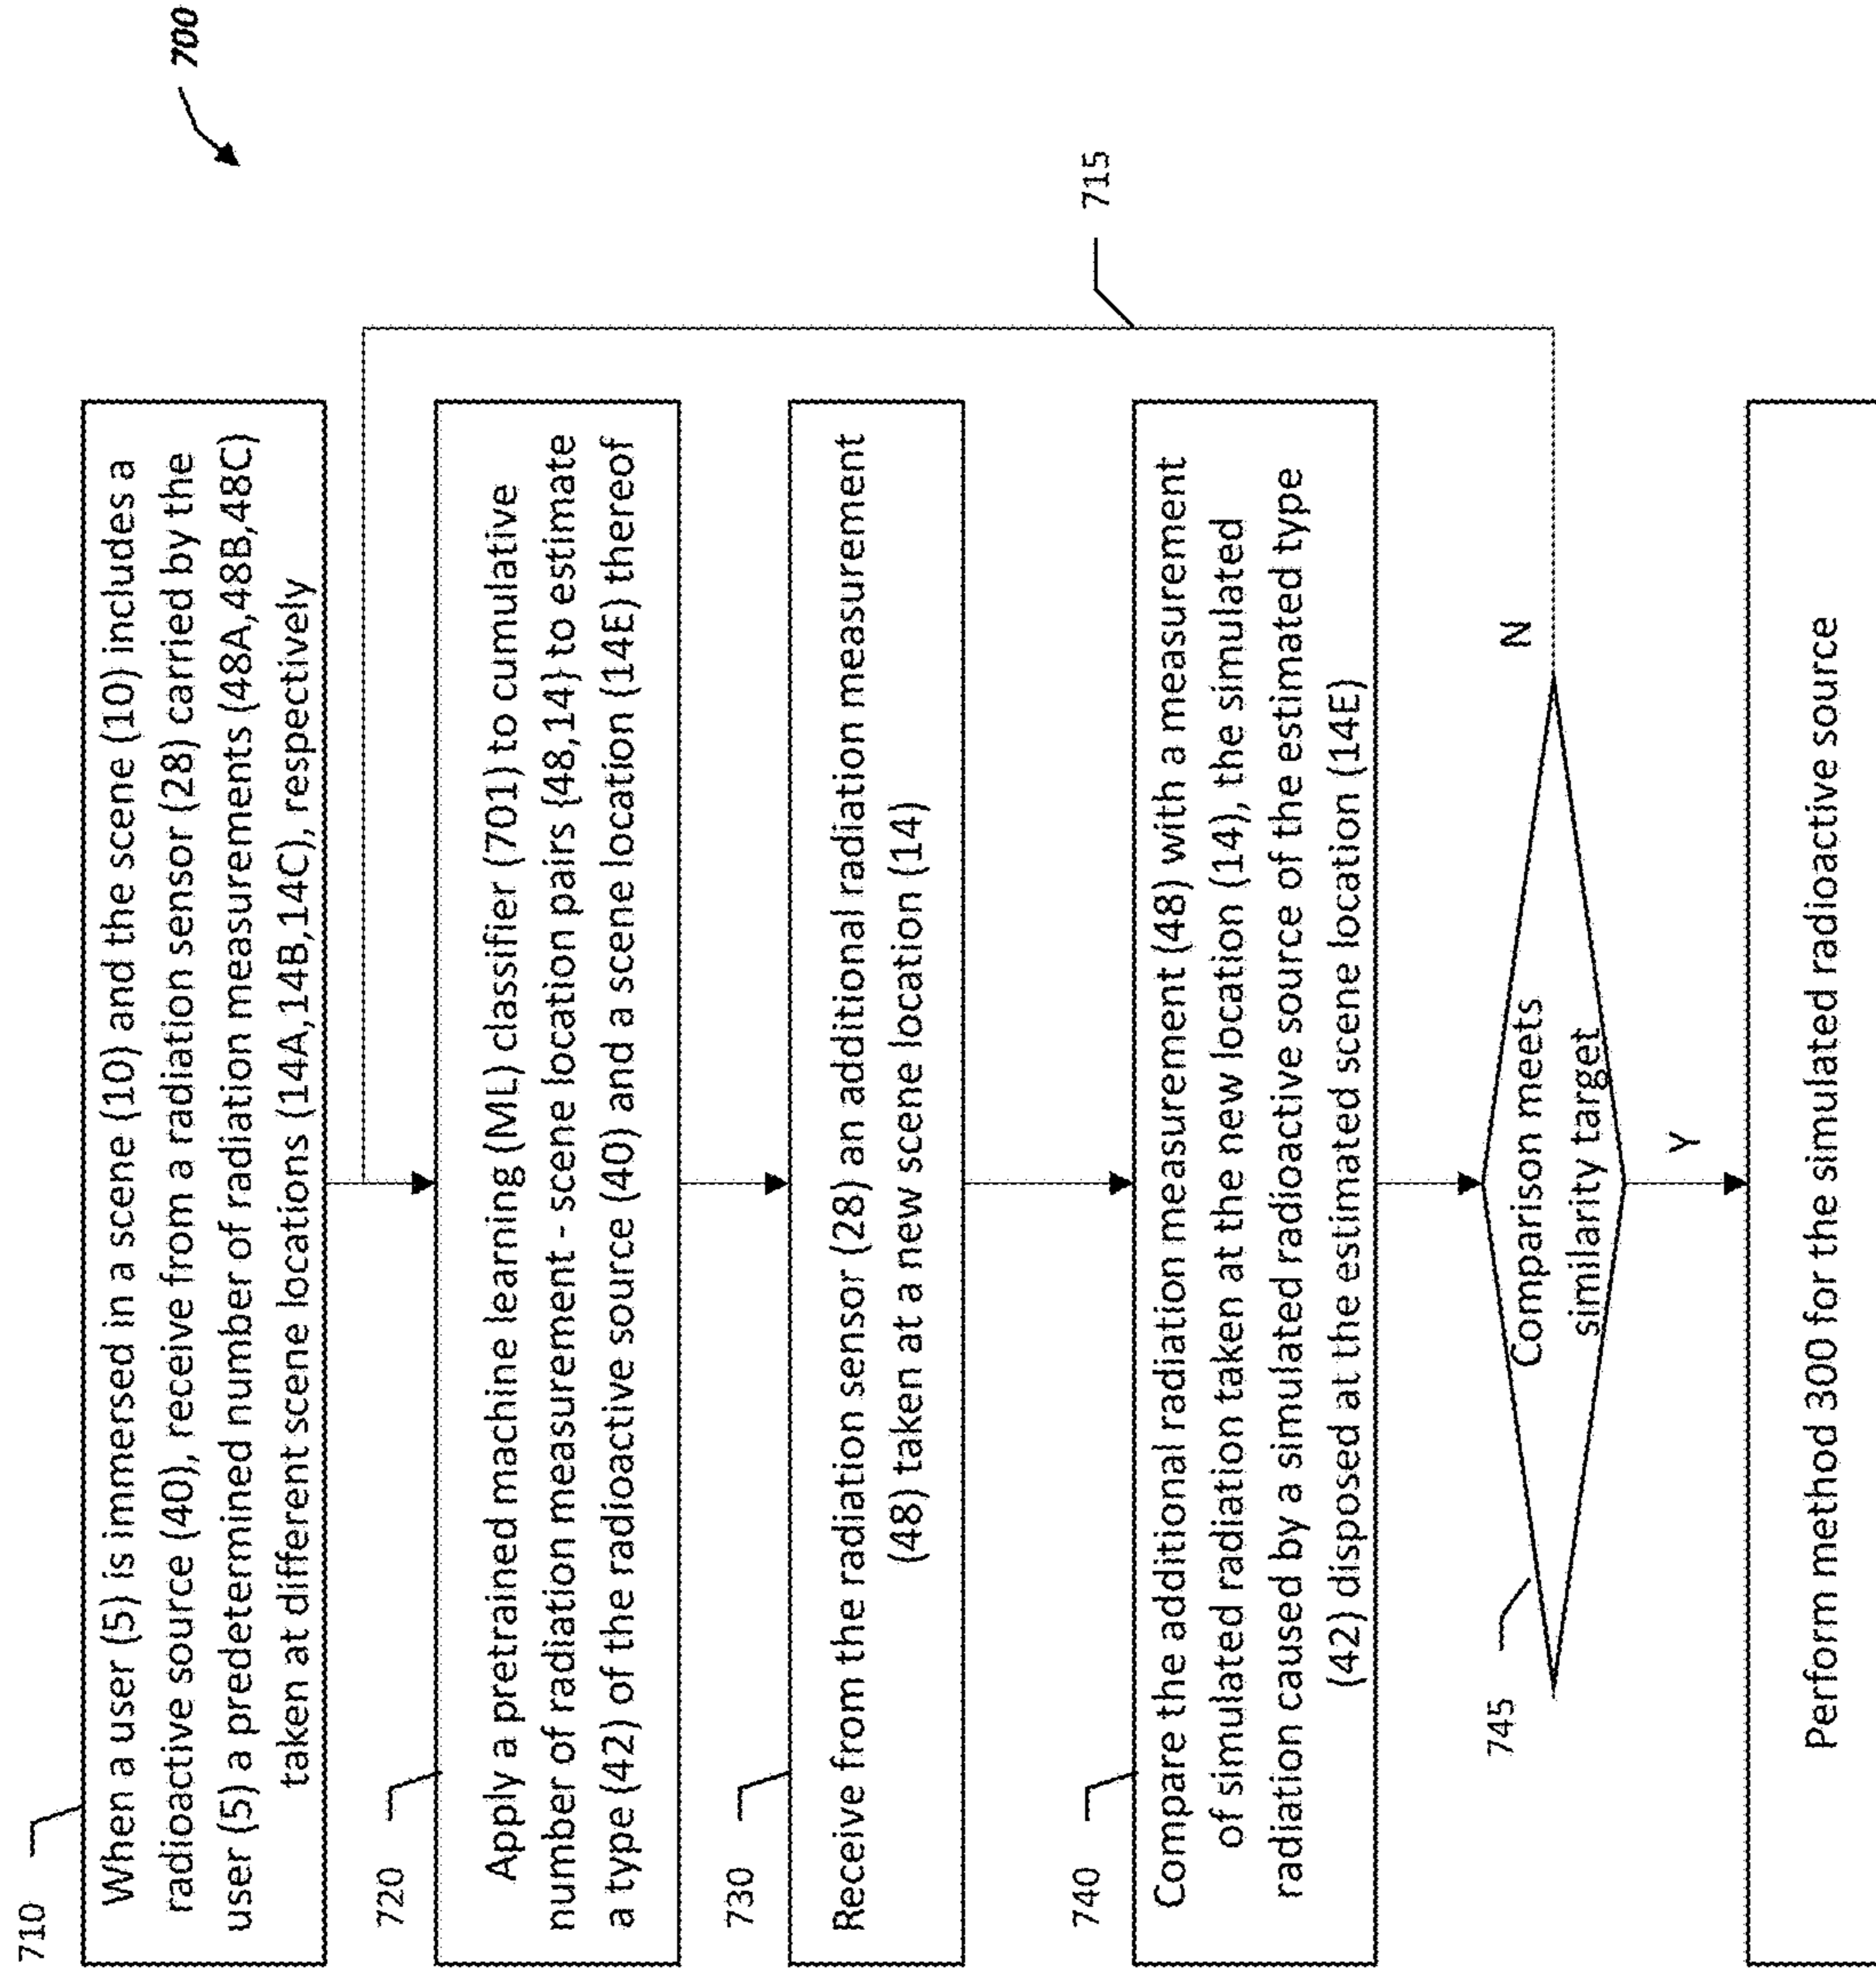 700
710
When a user (5) is immersed in a scene (10) and the scene (10) includes a
radioactive source (40), receive from a radiation sensor (28) carried by the
user (5) a predetermined number of radiation measurements (48A,48B,48C)
taken at different scene locations (14A,14B,14C), respectively
715
720
Apply a pretrained machine learning (ML) classifier (701) to cumulative
number of radiation measurement - scene location pairs {48,14} to estimate
a type (42) of the radioactive source (40) and a scene location (14E) thereof
730
Receive from the radiation sensor (28) an additional radiation measurement
(48) taken at a new scene location (14)
740
Compare the additional radiation measurement (48) with a measurement
of simulated radiation taken at the new location (14), the simulated
radiation caused by a simulated radioactive source of the estimated type
(42) disposed at the estimated scene location (14E)
745
Comparison meets
similarity target
N
Y
Perform method 300 for the simulated radioactive source